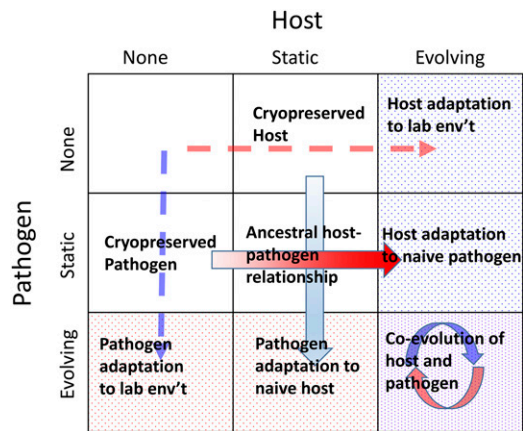 Host
None
Static
Evolving
Pathogen
None
Cryopreserved
Host
Host adaptation
to lab env't
Static
Cryopreserved
Pathogen
Ancestral host-
pathogen
relationship
Host adaptation
to naive pathogen
Evolving
Pathogen
adaptation
to lab env't
Pathogen
adaptation to
naive host
Co-evolution of
host and
pathogen